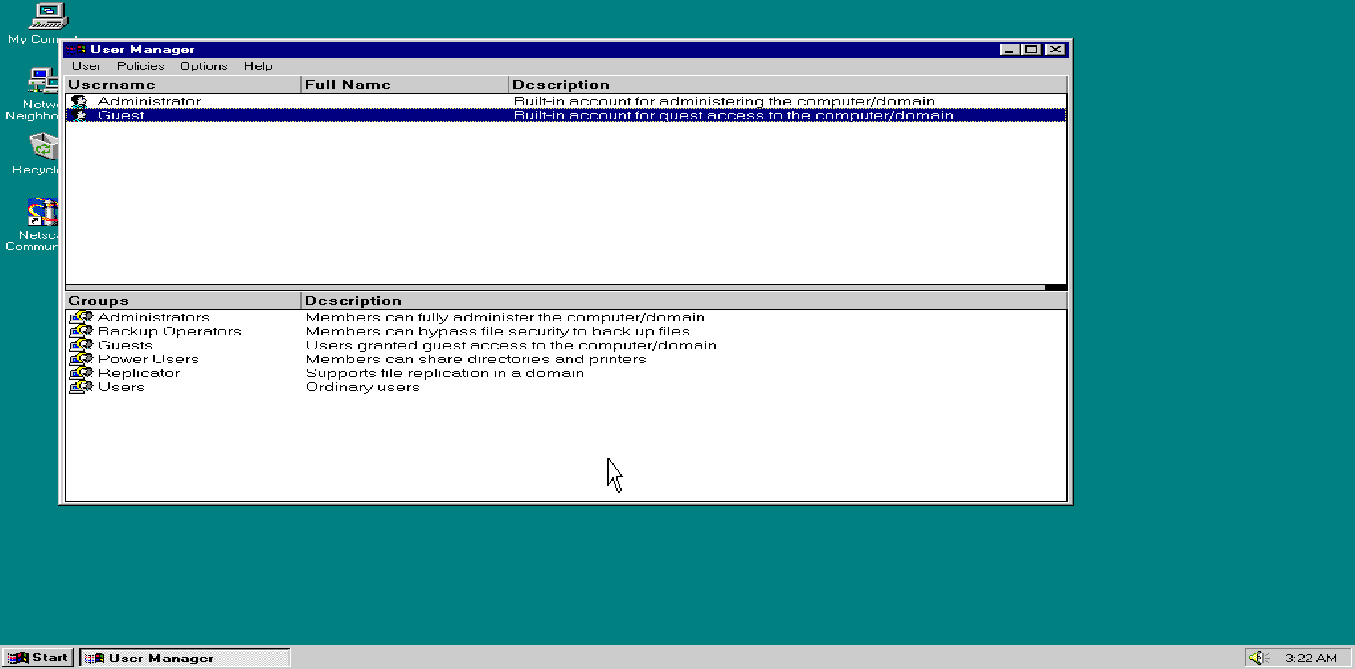 My Com
User Manager
User Policies Options Help
Username Full Name Description
Administrator Built-in account for administering the computer/domain
Guest Built-in account for guest access to the computer/domain
Netw
Neighbo
Recycl
Netsc
Commun
Groups Description
Administrators Members can fully administer the computer/domain
Backup Operators Members can bypass file security to back up files
Guests Users granted guest access to the computer/domain
Power Users Members can share directories and printers
Replicator Supports file replication in a domain
Users Ordinary users
Start User Manager 3:22 AM